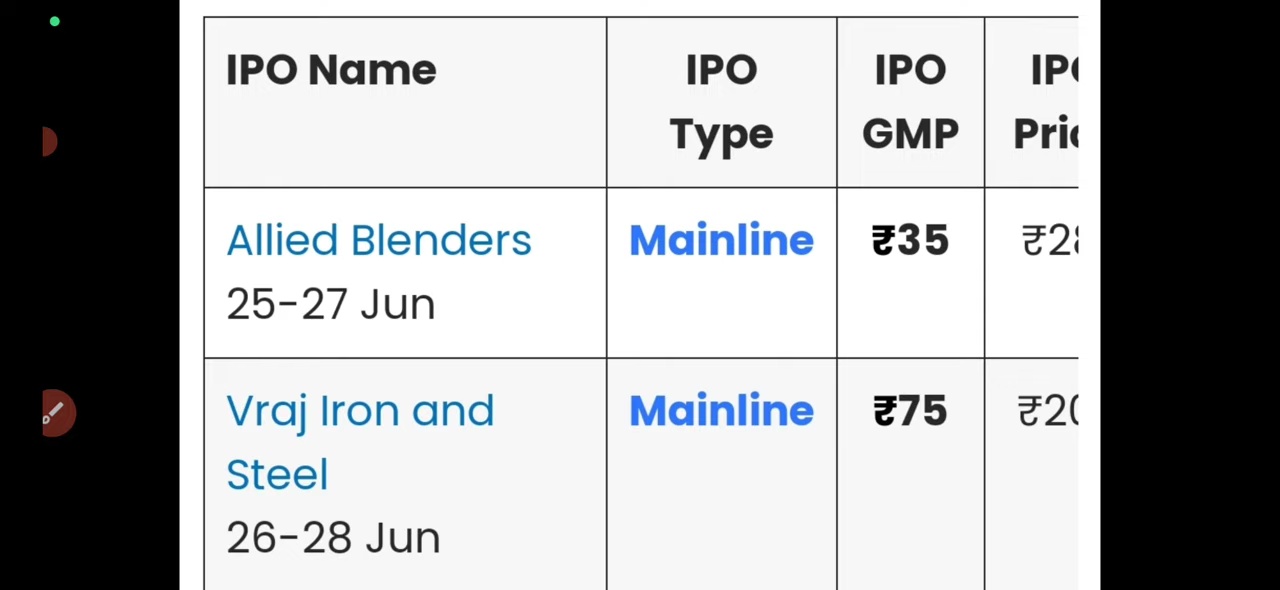 IPO Name IPO Type IPO GMP
Allied Blenders Mainline ₹35
25-27 Jun
Vraj Iron and Mainline ₹75
Steel
26-28 Jun